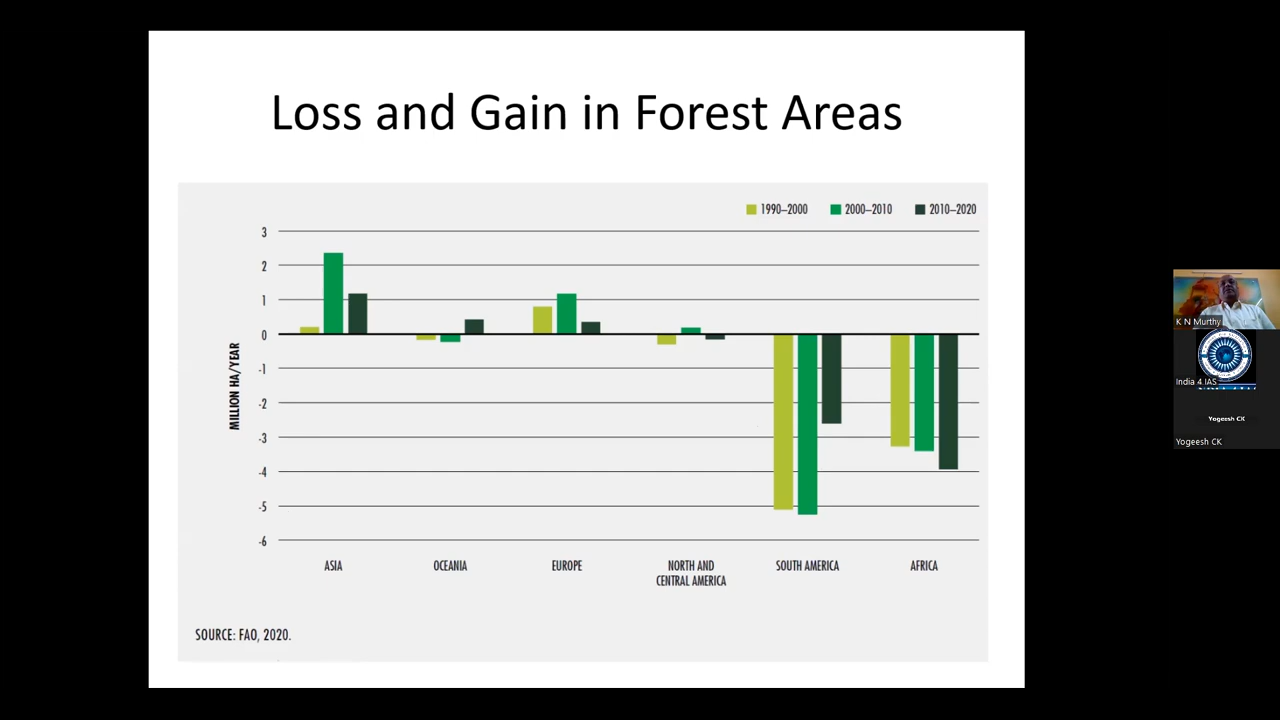 Loss and Gain in Forest Areas
1990–2000 2000–2010 2010–2020
3
2
1
0
-1
-2
-3
-4
-5
-6
MILLION HA/YEAR
ASIA OCEANIA EUROPE NORTH AND CENTRAL AMERICA SOUTH AMERICA AFRICA
SOURCE: FAO, 2020.
K N Murthy
India 4 IAS
Yogeesh CK
Yogeesh CK